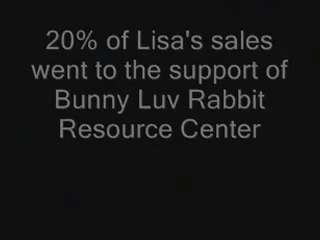 20% of Lisa's sales
went to the support of
Bunny Luv Rabbit
Resource Center